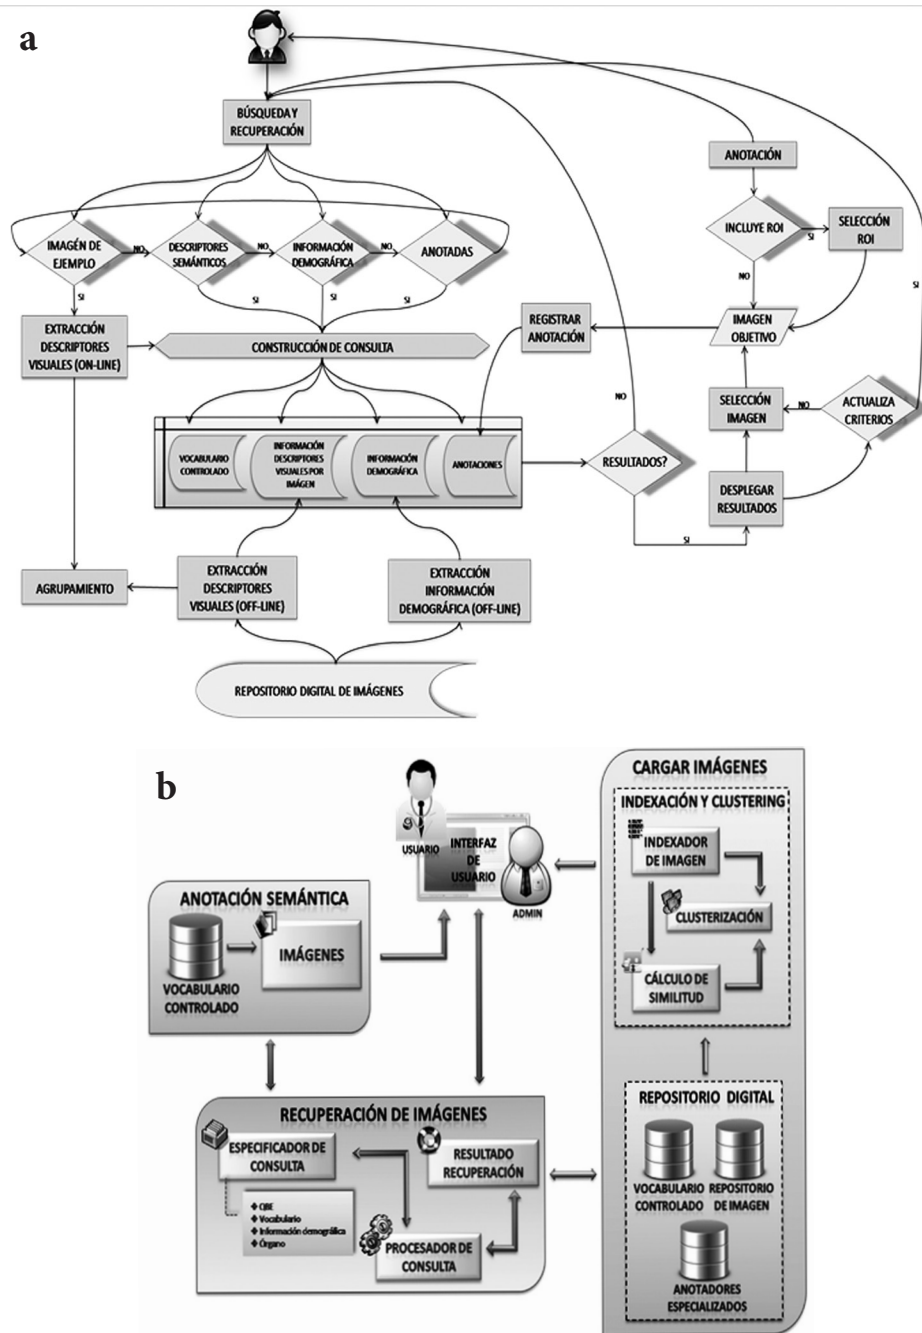 a
BÚSQUEDA Y
RECUPERACIÓN
IMAGÉN DE
EJEMPLO
NO
DESCRIPTORES
SEMÁNTICOS
NO
INFORMACIÓN
DEMOGRÁFICA
NO
ANOTADAS
SI
SI
SI
SI
EXTRACCIÓN
DESCRIPTORES
VISUALES (ON-LINE)
CONSTRUCCIÓN DE CONSULTA
VOCABULARIO
CONTROLADO
INFORMACIÓN
DESCRIPTORES
VISUALES POR
IMÁGEN
INFORMACIÓN
DEMOGRÁFICA
ANOTACIONES
AGRUPAMIENTO
EXTRACCIÓN
DESCRIPTORES
VISUALES (OFF-LINE)
EXTRACCIÓN
INFORMACIÓN
DEMOGRÁFICA (OFF-LINE)
REPOSITORIO DIGITAL DE IMÁGENES
ANOTACIÓN
INCLUYE ROI
SI
SELECCIÓN
ROI
NO
REGISTRAR
ANOTACIÓN
IMAGEN
OBJETIVO
SI
NO
SELECCIÓN
IMAGEN
NO
ACTUALIZA
CRITERIOS
RESULTADOS?
DESPLEGAR
RESULTADOS
SI
b
USUARIO
INTERFAZ
DE
USUARIO
ADMIN
ANOTACIÓN SEMÁNTICA
IMÁGENES
VOCABULARIO
CONTROLADO
RECUPERACIÓN DE IMÁGENES
ESPECIFICADOR DE
CONSULTA
❖ QBE
❖ Vocabulario
❖ Información demográfica
❖ Órgano
RESULTADO
RECUPERACIÓN
PROCESADOR DE
CONSULTA
CARGAR IMÁGENES
INDEXACIÓN Y CLUSTERING
INDEXADOR
DE IMAGEN
CLUSTERIZACIÓN
CÁLCULO DE
SIMILITUD
REPOSITORIO DIGITAL
VOCABULARIO
CONTROLADO
REPOSITORIO
DE IMAGEN
ANOTADORES
ESPECIALIZADOS